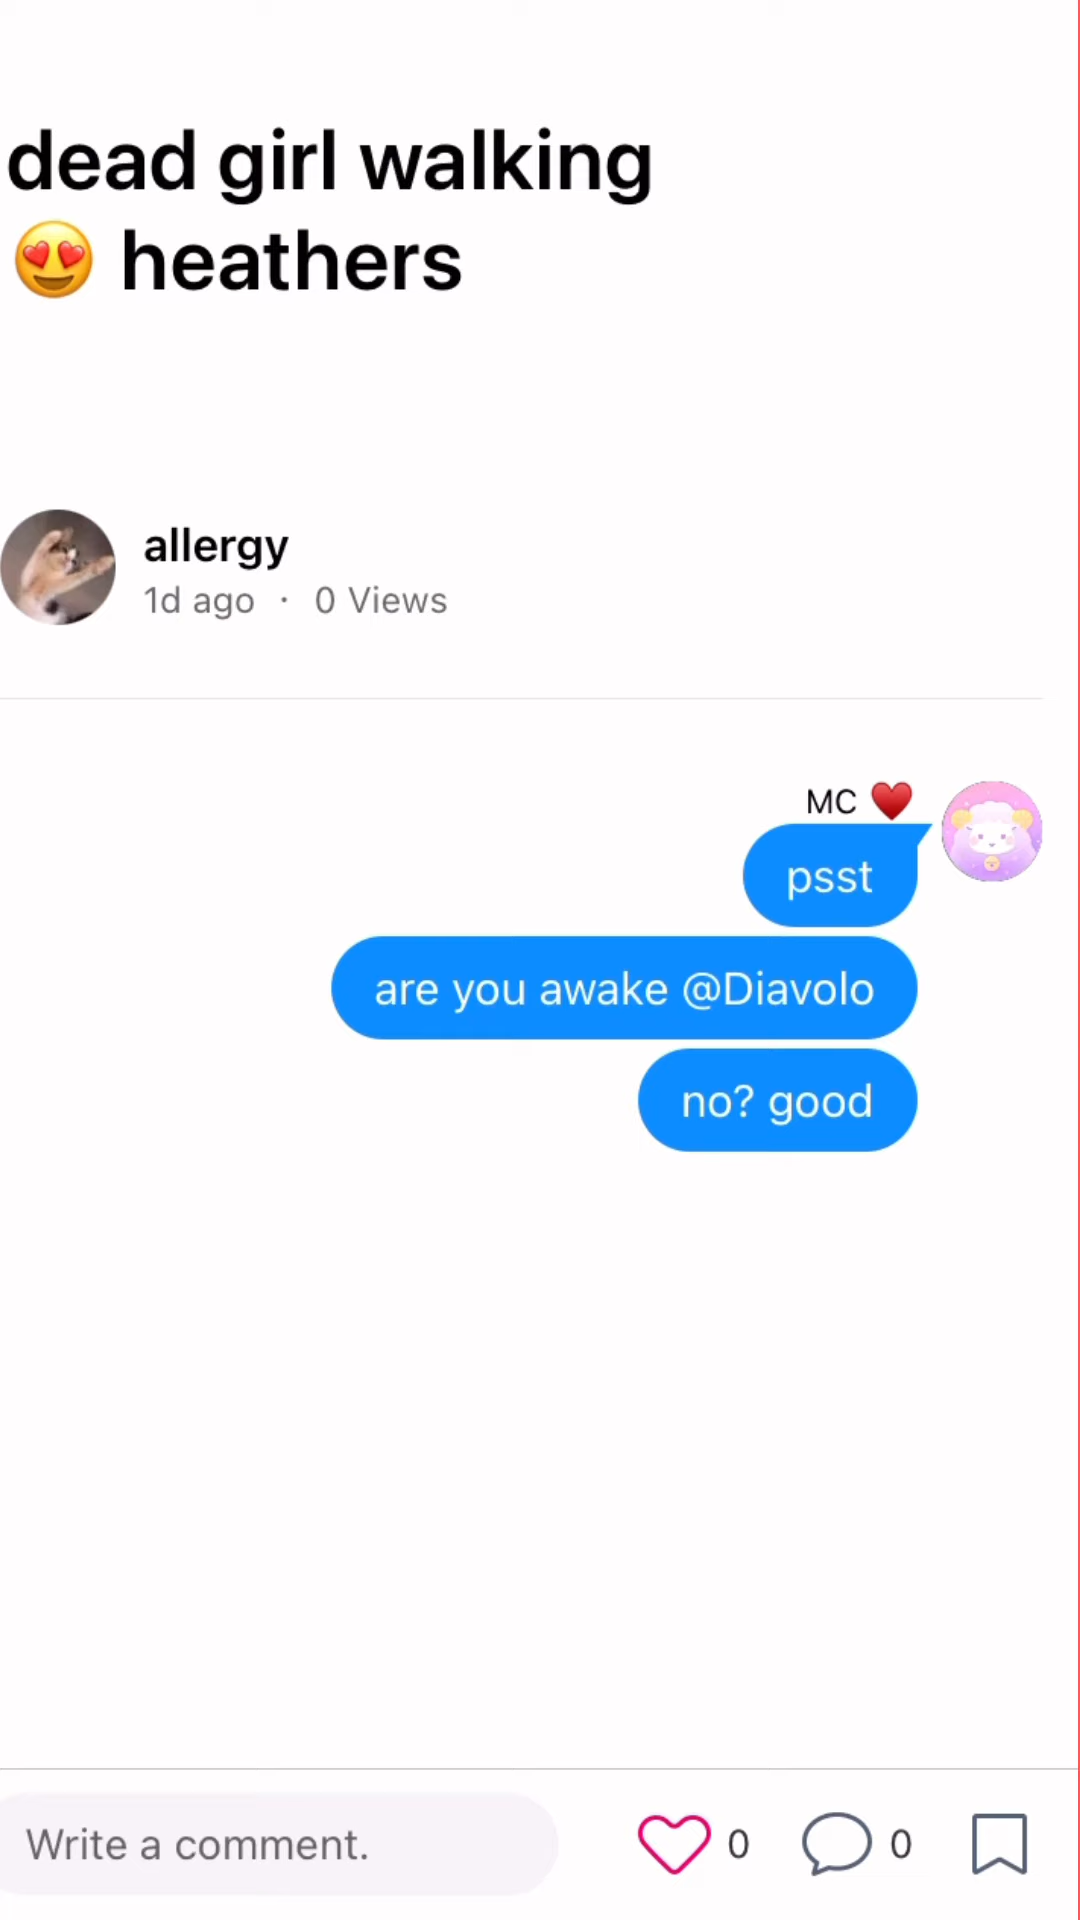 dead girl walking
😍 heathers
allergy
1d ago · 0 Views
MC ♥️
psst
are you awake @Diavolo
no? good
Write a comment.
0
0